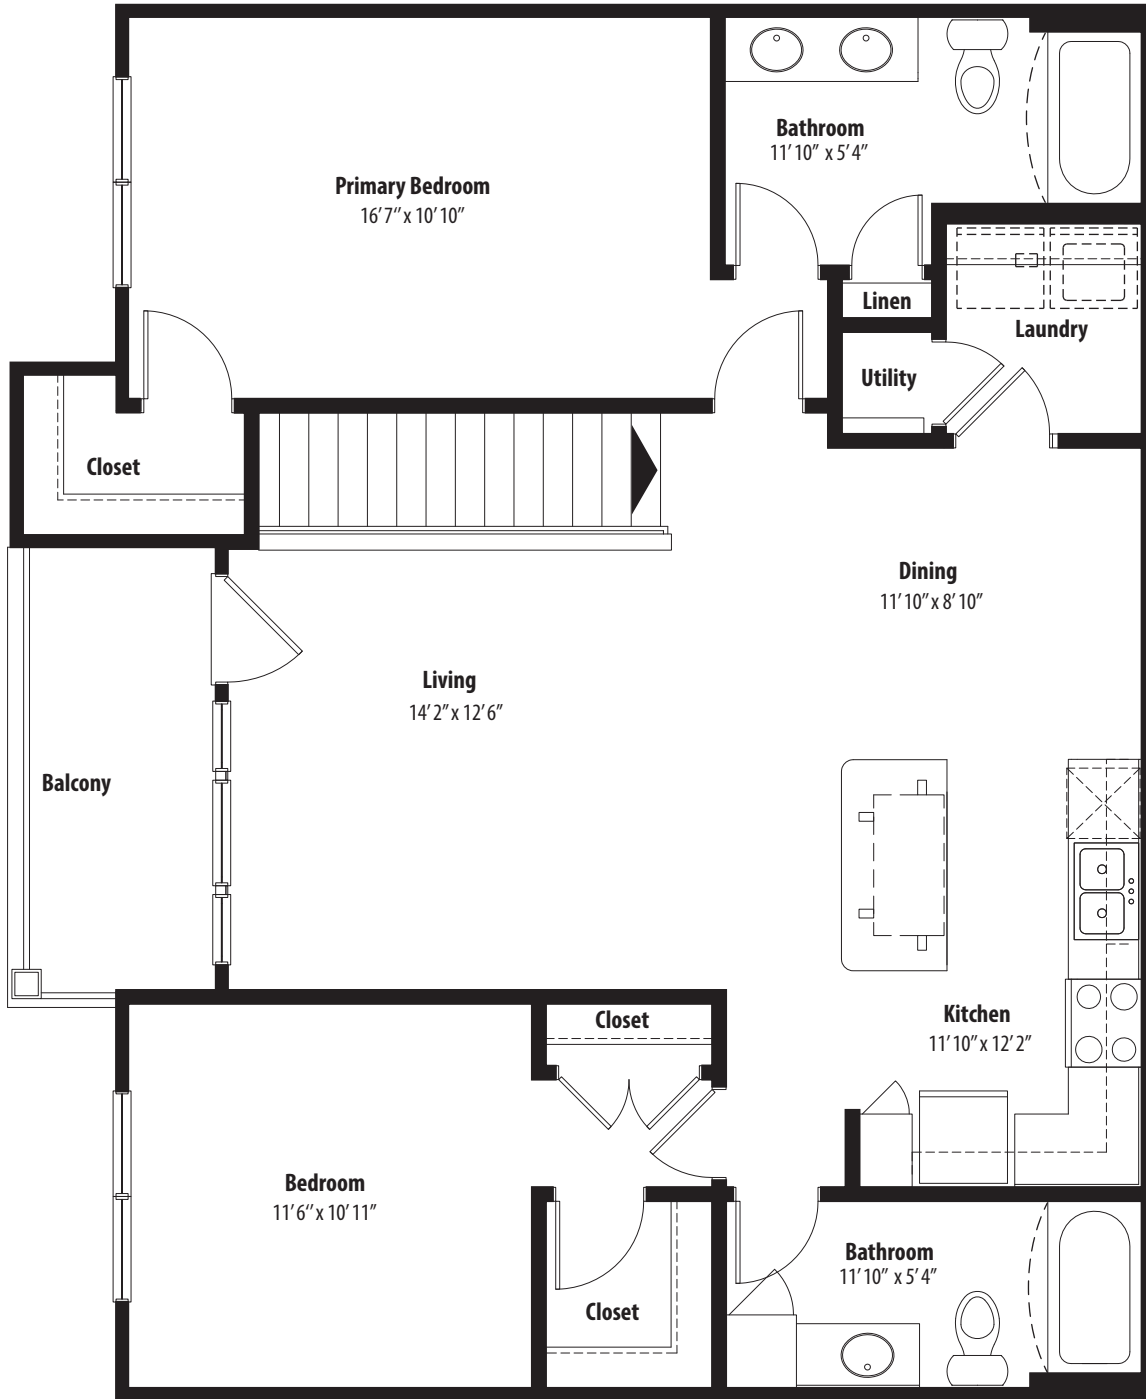 Bathroom
11'10" x 5'4"
Primary Bedroom
16'7" x 10'10"
Linen
Laundry
Utility
Closet
Dining
11'10" x 8'10"
Living
14'2" x 12'6"
Balcony
Kitchen
11'10" x 12'2"
Closet
Bedroom
11'6" x 10'11"
Bathroom
11'10" x 5'4"
Closet